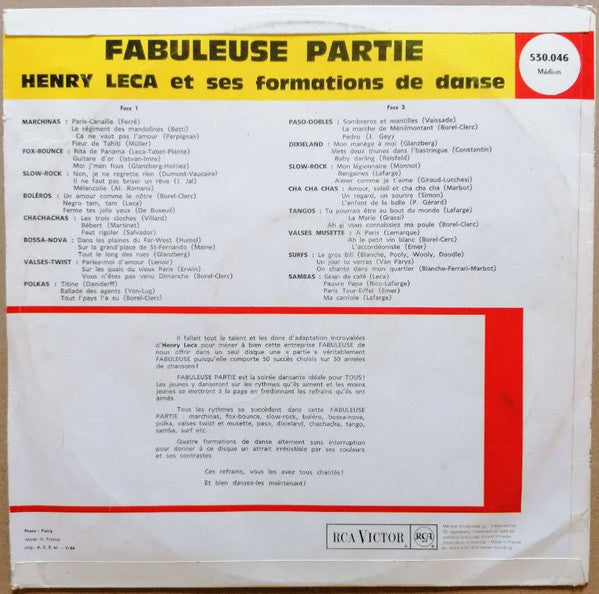 FABULEUSE PARTIE
HENRY LECA et ses formations de danse
530.046
Médium
Face 1
MARCHINAS : Paris-Canaille (Ferré)
Le régiment des mandolines (Betti)
Ca ne vaut pas l'amour (Perpignan)
Fleur de Tahiti (Müller)
FOX-BOUNCE : Rita de Panama (Leca-Tabet-Plante)
Guitare d'or (Istvan-Imre)
Moi j'men fous (Glanzberg-Hornez)
SLOW-ROCK : Non, je ne regrette rien (Dumont-Vaucaire)
Il ne faut pas briser un rêve (J. Jal)
Mélancolie (Al. Romans)
BOLÉROS : Un amour comme le nôtre (Borel-Clerc)
Negro tam, tam (Leca)
Ferme tes jolis yeux (De Buxeuil)
CHACHACHAS : Les trois cloches (Villard)
Bébert (Martinet)
Faut rigoler (Salvador)
BOSSA-NOVA : Dans les plaines du Far-West (Humel)
Sur la grand'place de St-Fernando (Maine)
Tout le long des rues (Glanzberg)
VALSES-TWIST : Parlez-moi d'amour (Lenoir)
Sur les quais du vieux Paris (Erwin)
Vous n'êtes pas venu Dimanche (Borel-Clerc)
POLKAS : Titine (Daniderff)
Ballade des agents (Yon-Lug)
Tout l'pays l'a su (Borel-Clerc)
Face 2
PASO-DOBLES : Sombreros et mantilles (Vaissade)
La marche de Ménilmontant (Borel-Clerc)
Pedro (J. Gey)
DIXIELAND : Mon manège à moi (Glanzberg)
Mets deux thunes dans l'bastringue (Constantin)
Baby darling (Reisfeld)
SLOW-ROCK : Mon légionnaire (Monnot)
Rengaines (Lafarge)
Aimer comme je t'aime (Giraud-Lutchesi)
CHA CHA CHAS : Amour, soleil et cha cha (Marbot)
Un regard, un sourire (Simon)
L'enfant de la balle (P. Gérard)
TANGOS : Tu pourrais être au bout du monde (Lafarge)
La Marie (Grassi)
Ah si vous connaissiez ma poule (Borel-Clerc)
VALSES MUSETTE : A Paris (Lemarque)
Ah le petit vin blanc (Borel-Cerc)
L'accordéoniste (Emer)
SURFS : Le gros Bill (Blanche, Pooly, Wooly, Doodle)
Un jour tu verras (Van Parys)
On chante dans mon quartier (Blanche-Ferrari-Marbot)
SAMBAS : Grain de café (Leca)
Pauvre Papa (Rico-Lafarge)
Paris Tour-Eiffel (Emer)
Ma carriole (Lafarge)
Il fallait tout le talent et les dons d'adaptation incroyables
d'Henry Leca pour mener à bien cette entreprise FABULEUSE de
nous offrir dans un seul disque une « partie » véritablement
FABULEUSE puisqu'elle comporte 50 succès choisis sur 50 années
de chansons !
FABULEUSE PARTIE est la soirée dansante idéale pour TOUS !
Les jeunes y danseront sur les rythmes qu'ils aiment et les moins
jeunes se mettront à la page en fredonnant les refrains qu'ils ont
aimés.
Tous les rythmes se succèdent dans cette FABULEUSE
PARTIE : marchinas, fox-bounce, slow-rock, boléro, bossa-nova,
polka, valses twist et musette, paso, dixieland, chachacha, tango,
samba, surf etc.
Quatre formations de danse alternent sans interruption
pour donner à ce disque un attrait irrésistible par ses couleurs
et ses contrastes.
Ces refrains, vous les avez tous chantés !
Et bien dansez-les maintenant !
Made in France
RCA VICTOR
RCA